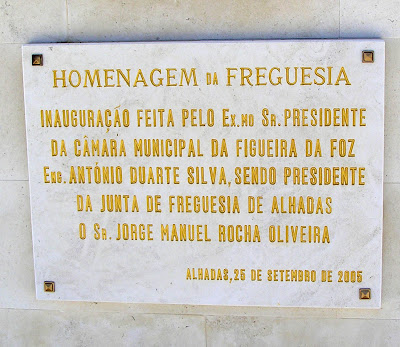 HOMENAGEM DA FREGUESIA
INAUGURAÇÃO FEITA PELO EX.MO SR. PRESIDENTE
DA CÂMARA MUNICIPAL DA FIGUEIRA DA FOZ
ENG. ANTÓNIO DUARTE SILVA, SENDO PRESIDENTE
DA JUNTA DE FREGUESIA DE ALHADAS
O SR. JORGE MANUEL ROCHA OLIVEIRA
ALHADAS, 25 DE SETEMBRO DE 2005